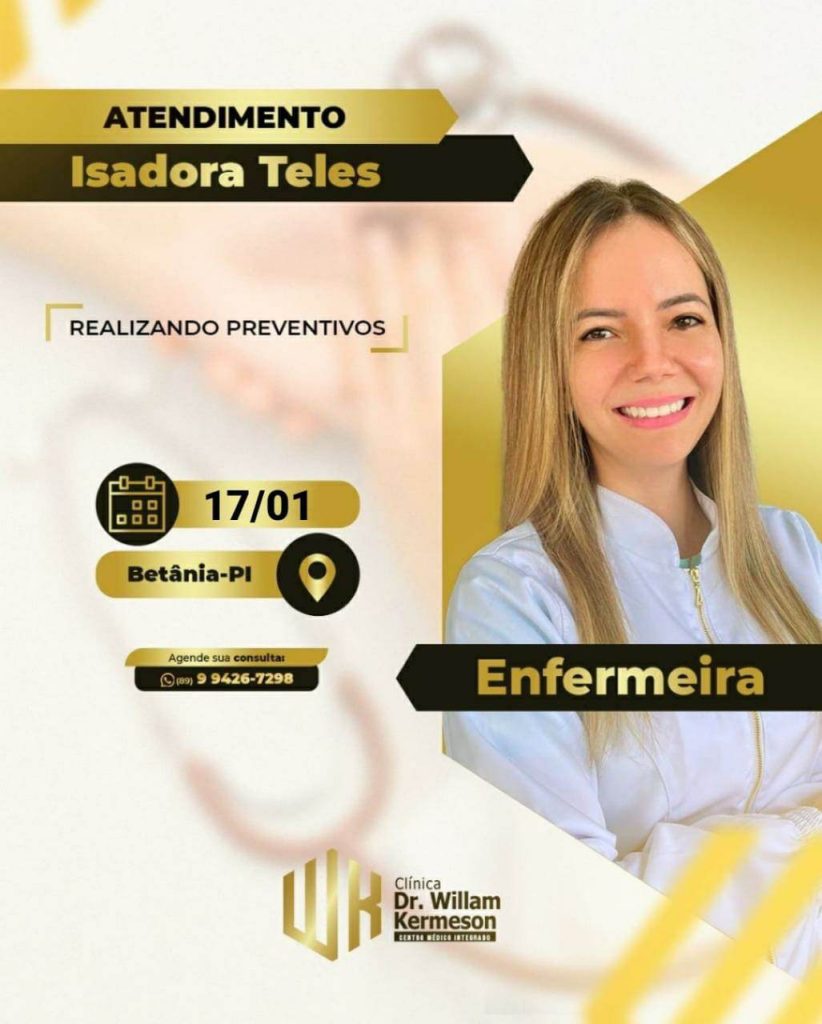 ATENDIMENTO
Isadora Teles
REALIZANDO PREVENTIVOS
17/01
Betânia-PI
Agende sua consulta:
(89) 9 9426-7298
Enfermeira
WK
Clínica
Dr. Willam
Kermeson
CENTRO MÉDICO INTEGRADO